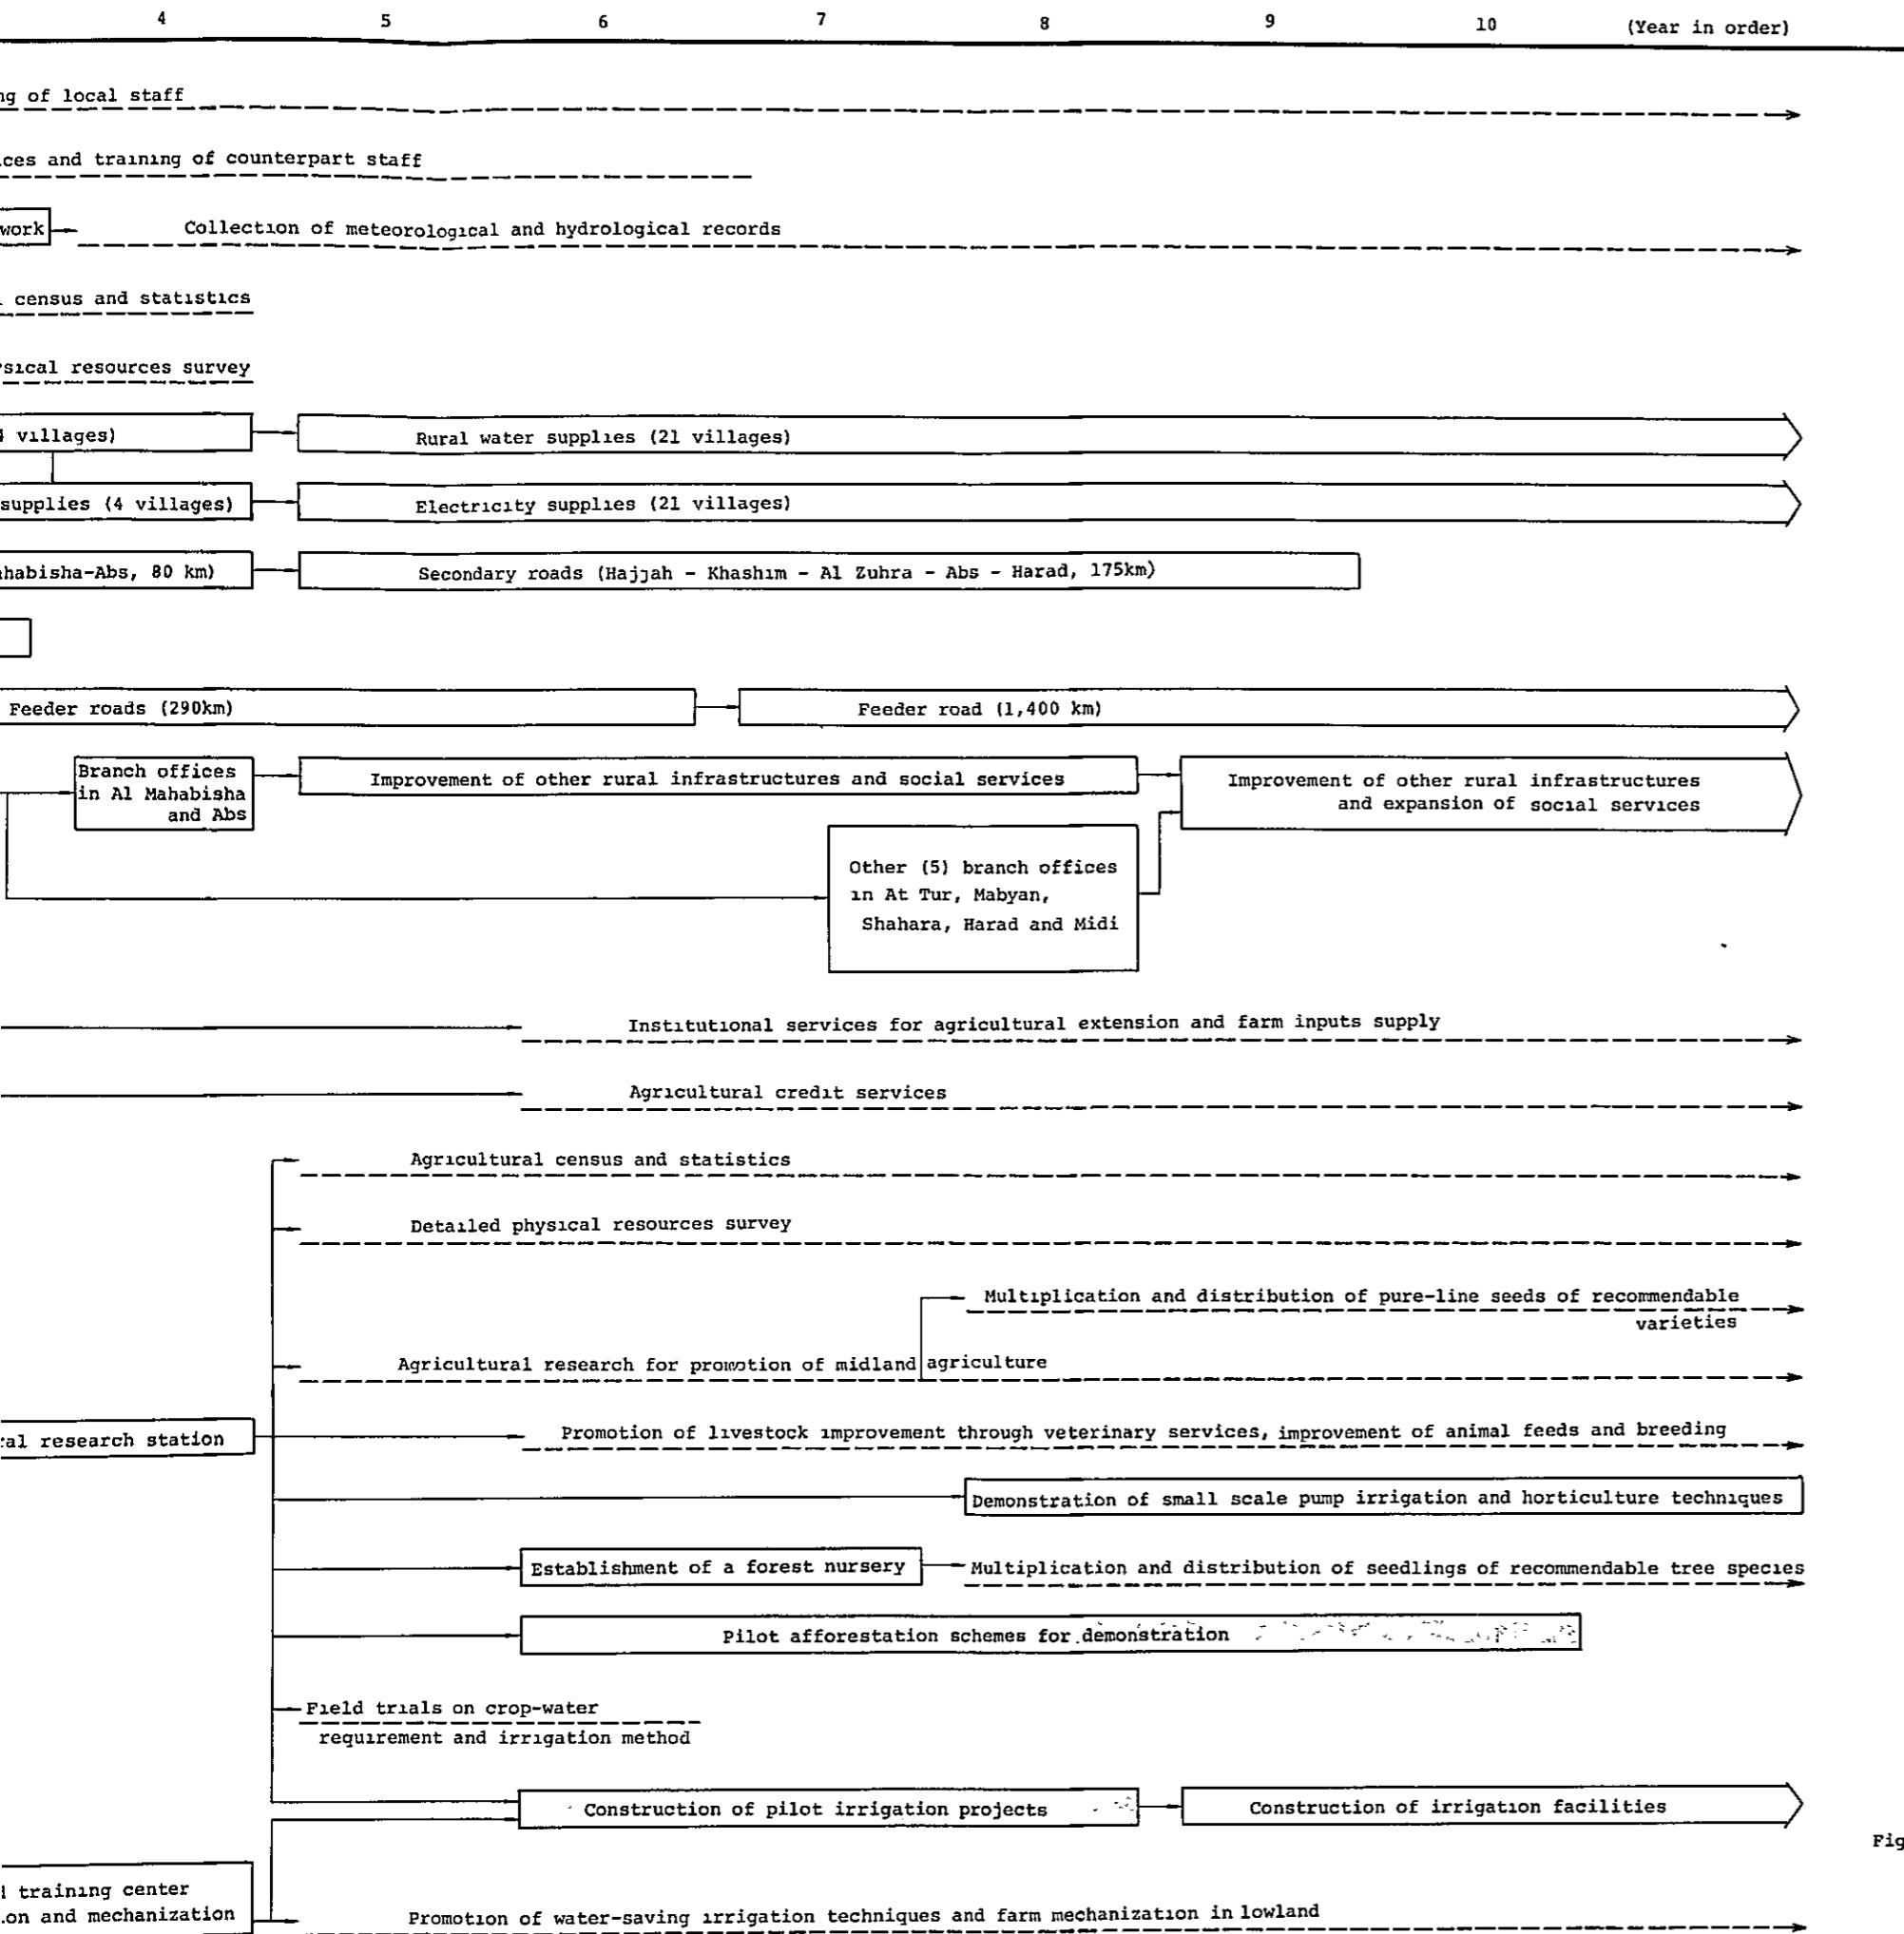 4 5 6 7 8 9 10 (Year in order)
ng of local staff
ces and training of counterpart staff
work Collection of meteorological and hydrological records
census and statistics
sical resources survey
villages) Rural water supplies (21 villages)
supplies (4 villages) Electricity supplies (21 villages)
ahabisha-Abs, 80 km) Secondary roads (Hajjah - Khashim - Al Zuhra - Abs - Harad, 175km)
Feeder roads (290km) Feeder road (1,400 km)
Branch offices
in Al Mahabisha
and Abs
Improvement of other rural infrastructures and social services
Improvement of other rural infrastructures
and expansion of social services
Other (5) branch offices
in At Tur, Mabyan,
Shahara, Harad and Midi
Institutional services for agricultural extension and farm inputs supply
Agricultural credit services
Agricultural census and statistics
Detailed physical resources survey
Multiplication and distribution of pure-line seeds of recommendable
varieties
Agricultural research for promotion of midland agriculture
ral research station Promotion of livestock improvement through veterinary services, improvement of animal feeds and breeding
Demonstration of small scale pump irrigation and horticulture techniques
Establishment of a forest nursery Multiplication and distribution of seedlings of recommendable tree species
Pilot afforestation schemes for demonstration
Field trials on crop-water
requirement and irrigation method
Construction of pilot irrigation projects Construction of irrigation facilities
Fig
l training center
on and mechanization Promotion of water-saving irrigation techniques and farm mechanization in lowland